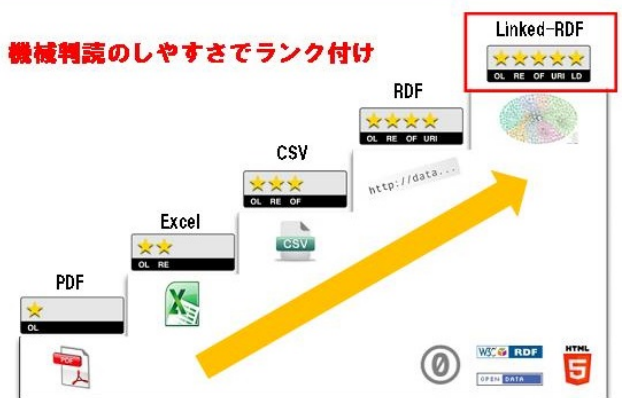 機械判読のしやすさでランク付け
Linked-RDF
OL RE OF URI LD
RDF
OL RE OF URI
http://data...
CSV
OL RE OF
CSV
Excel
OL RE
PDF
OL
PDF
W3C RDF
OPEN DATA
HTML
5
0